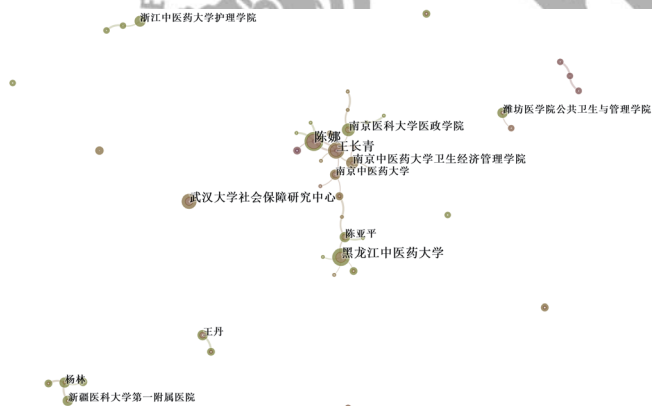 浙江中医药大学护理学院
潍坊医学院公共卫生与管理学院
南京医科大学医政学院
陈娜
王长青
南京中医药大学卫生经济管理学院
南京中医药大学
武汉大学社会保障研究中心
陈亚平
黑龙江中医药大学
王丹
杨林
新疆医科大学第一附属医院